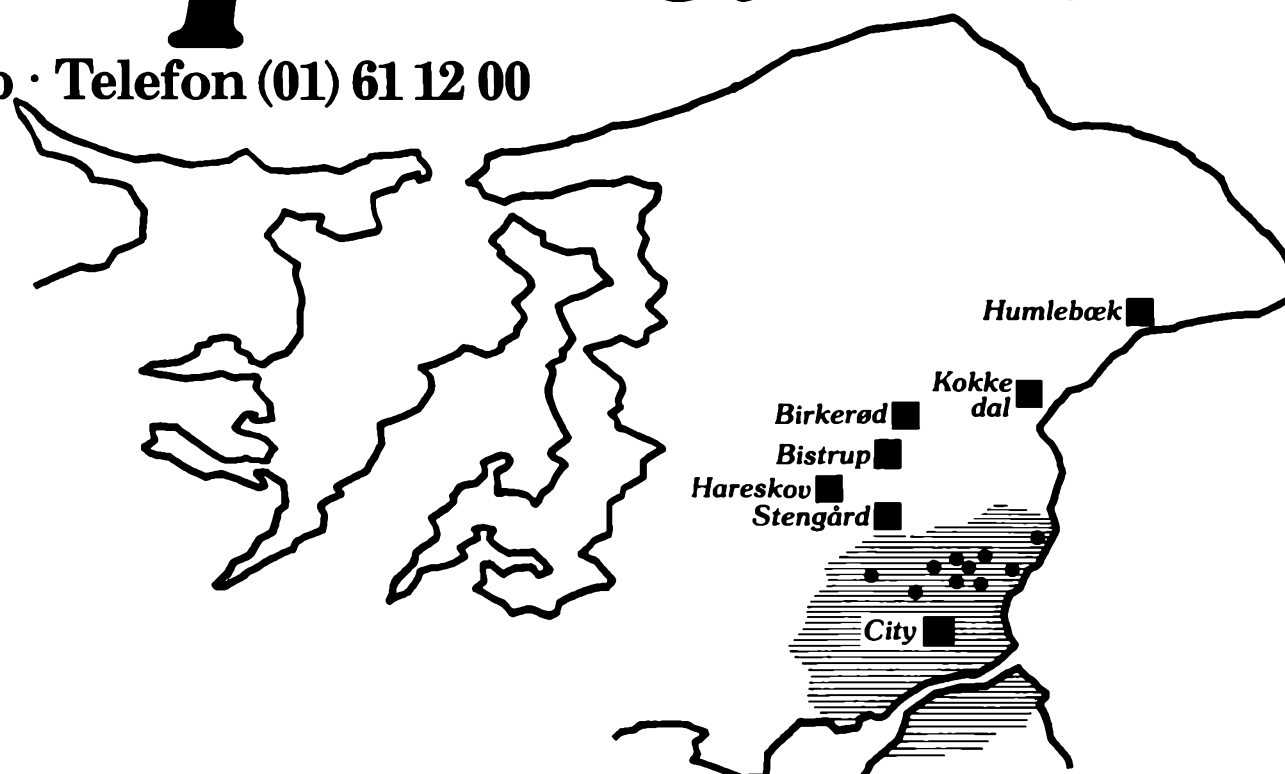 · Telefon (01) 61 12 00
Humlebæk
Kokke
dal
Birkerød
Bistrup
Hareskov
Stengård
City